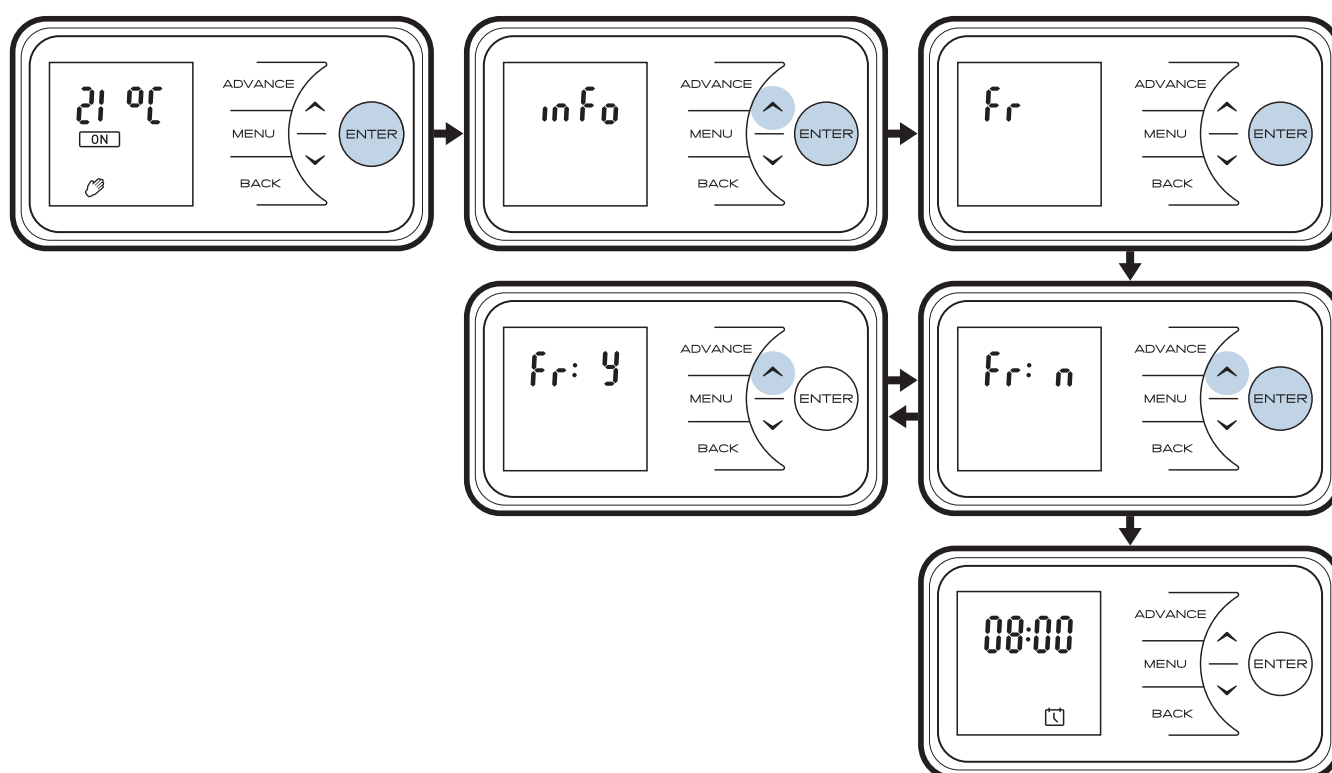 21 °C
ON
ADVANCE
MENU
BACK
ENTER
inFo
ADVANCE
MENU
BACK
ENTER
Fr
ADVANCE
MENU
BACK
ENTER
Fr: y
ADVANCE
MENU
BACK
ENTER
Fr: n
ADVANCE
MENU
BACK
ENTER
08:00
ADVANCE
MENU
BACK
ENTER